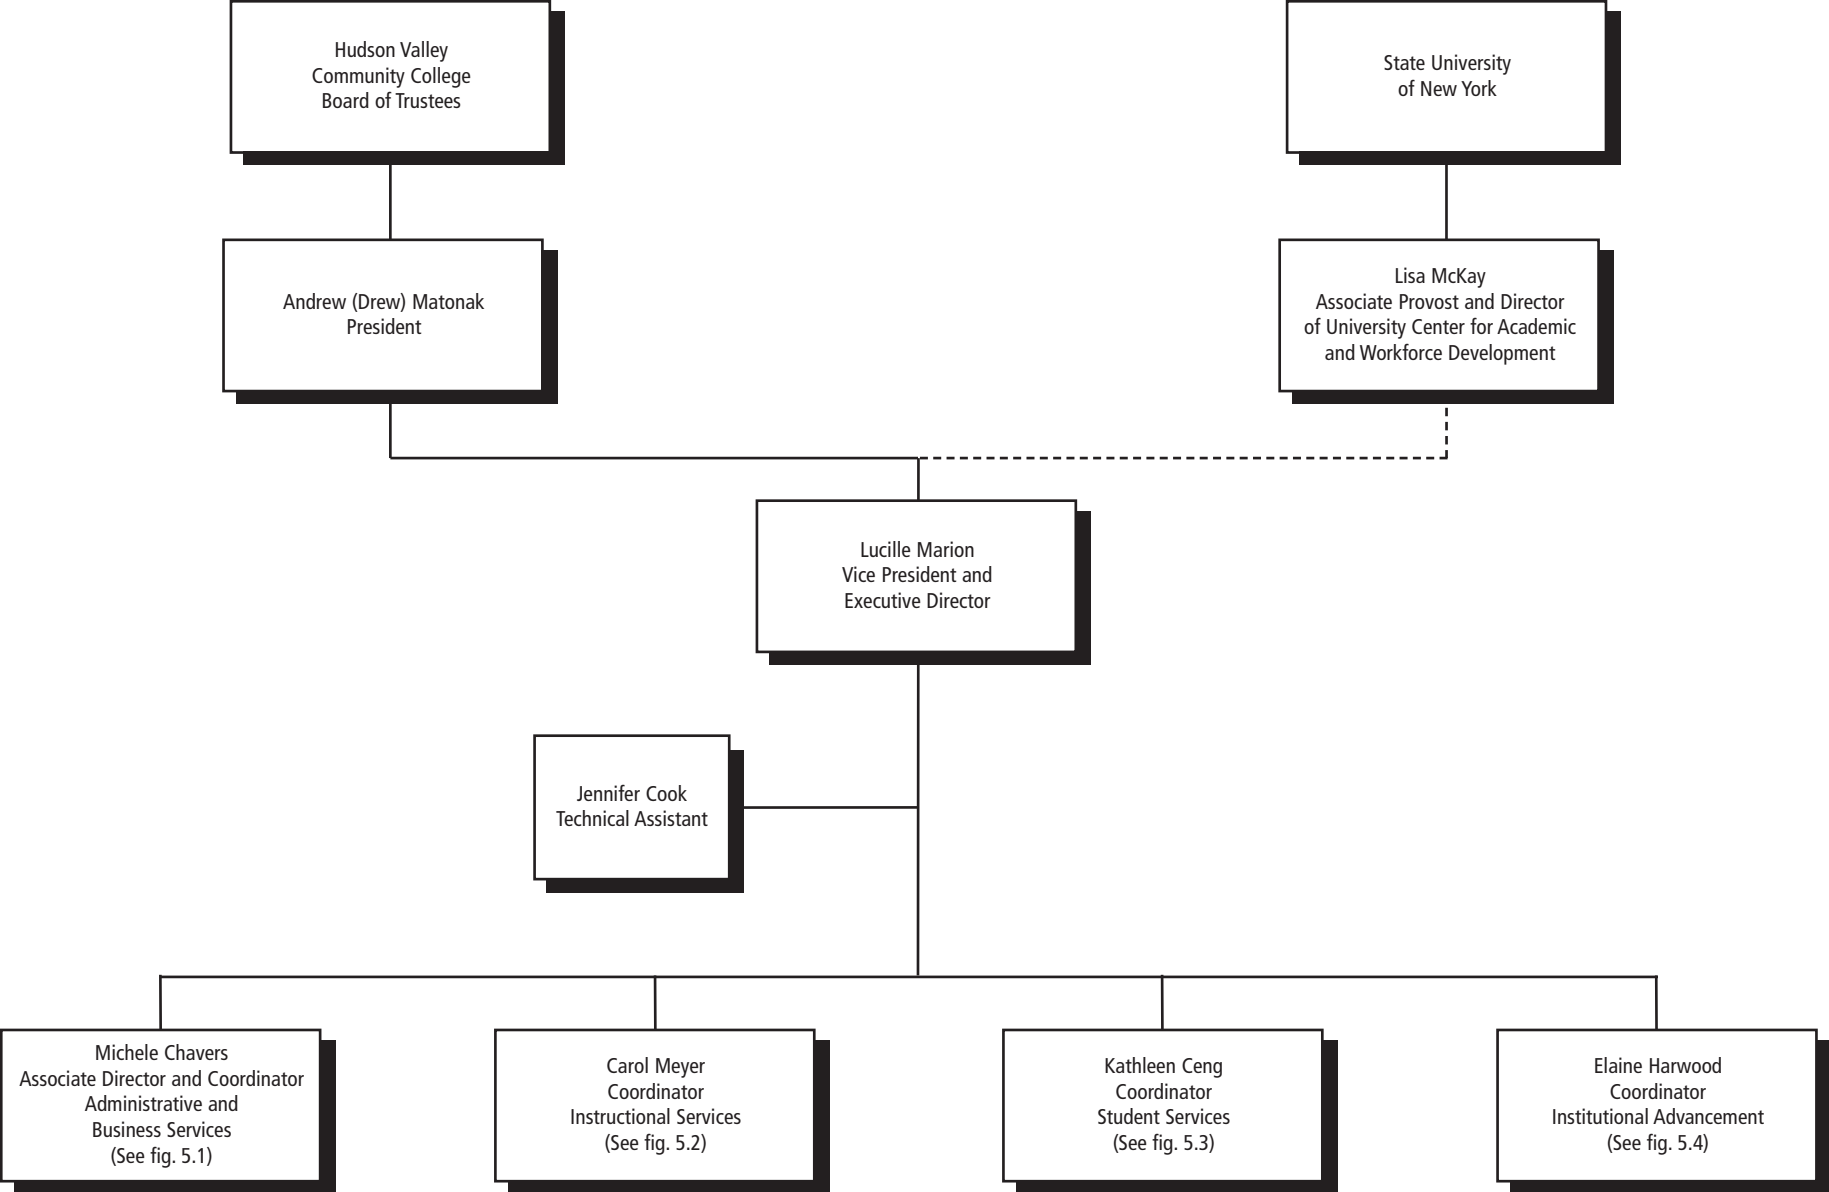 Hudson Valley
Community College
Board of Trustees
State University
of New York
Andrew (Drew) Matonak
President
Lisa McKay
Associate Provost and Director
of University Center for Academic
and Workforce Development
Lucille Marion
Vice President and
Executive Director
Jennifer Cook
Technical Assistant
Michele Chavers
Associate Director and Coordinator
Administrative and
Business Services
(See fig. 5.1)
Carol Meyer
Coordinator
Instructional Services
(See fig. 5.2)
Kathleen Ceng
Coordinator
Student Services
(See fig. 5.3)
Elaine Harwood
Coordinator
Institutional Advancement
(See fig. 5.4)